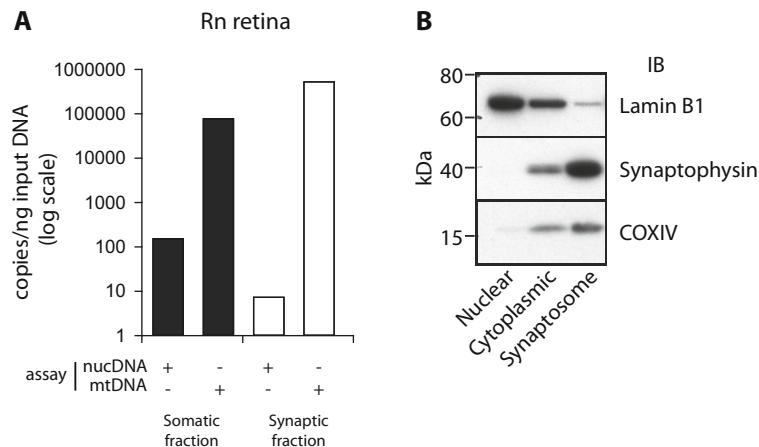 A
Rn retina
copies/ng input DNA
(log scale)
1000000
100000
10000
1000
100
10
1
assay
nucDNA + - + -
mtDNA - + - +
Somatic
fraction
Synaptic
fraction
B
IB
kDa
80
60
Lamin B1
40
Synaptophysin
15
COXIV
Nuclear
Cytoplasmic
Synaptosome